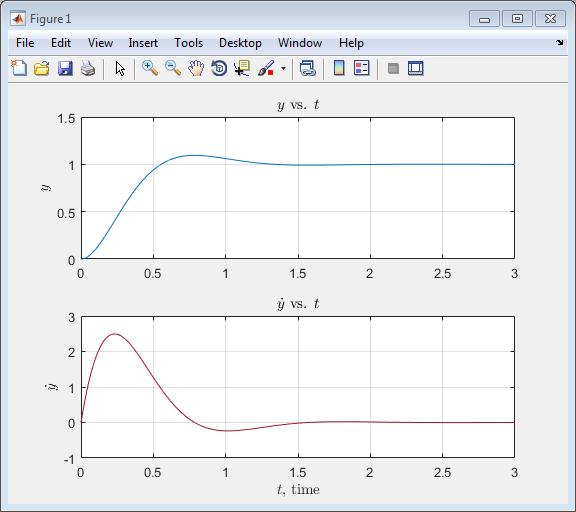 Figure 1
File Edit View Insert Tools Desktop Window Help
y vs. t
1.5
1
0.5
0
y
0 0.5 1 1.5 2 2.5 3
ẏ vs. t
3
2
1
0
-1
ẏ
0 0.5 1 1.5 2 2.5 3
t, time